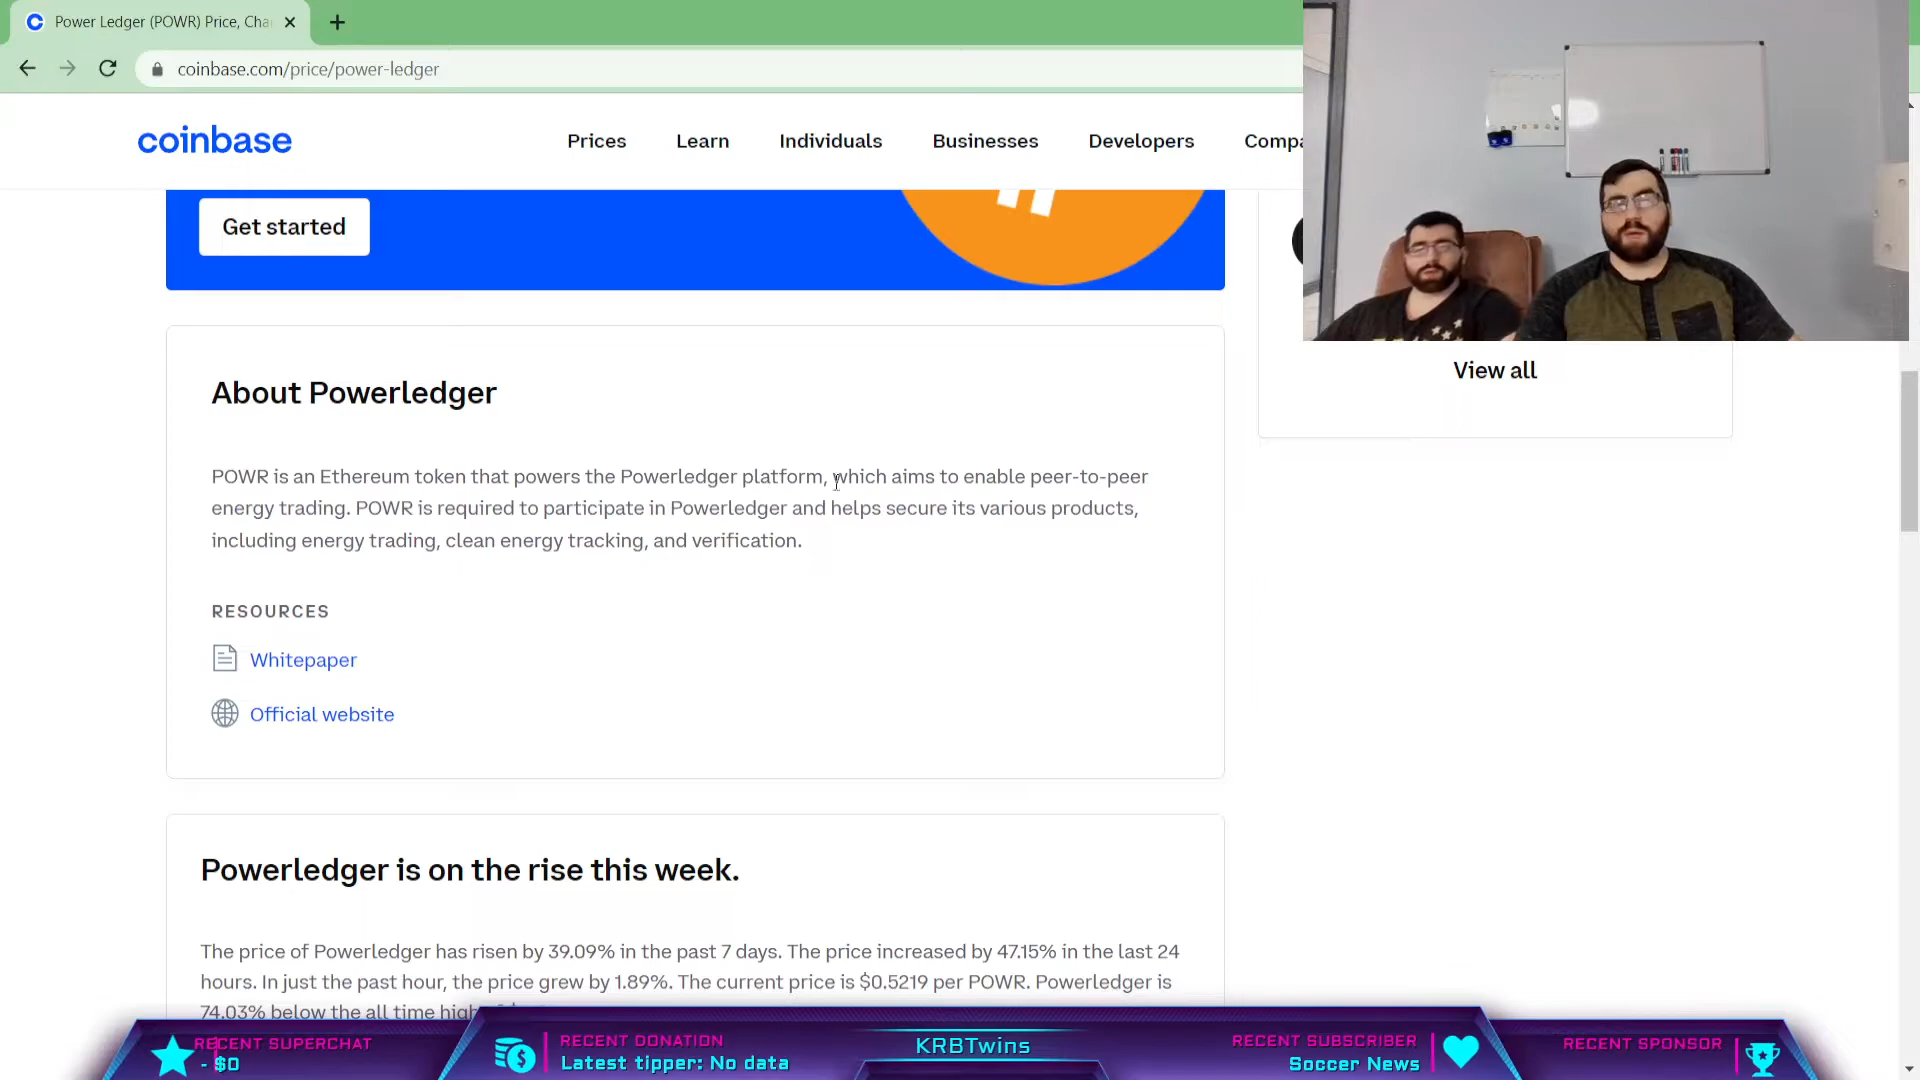 Power Ledger (POWR) Price, Cha
coinbase.com/price/power-ledger
coinbase
Prices
Learn
Individuals
Businesses
Developers
Compa
Get started
View all
About Powerledger
POWR is an Ethereum token that powers the Powerledger platform, which aims to enable peer-to-peer
energy trading. POWR is required to participate in Powerledger and helps secure its various products,
including energy trading, clean energy tracking, and verification.
RESOURCES
Whitepaper
Official website
Powerledger is on the rise this week.
The price of Powerledger has risen by 39.09% in the past 7 days. The price increased by 47.15% in the last 24
hours. In just the past hour, the price grew by 1.89%. The current price is $0.5219 per POWR. Powerledger is
74.03% below the all time high
RECENT SUPERCHAT
- $0
RECENT DONATION
Latest tipper: No data
KRBTwins
RECENT SUBSCRIBER
Soccer News
RECENT SPONSOR